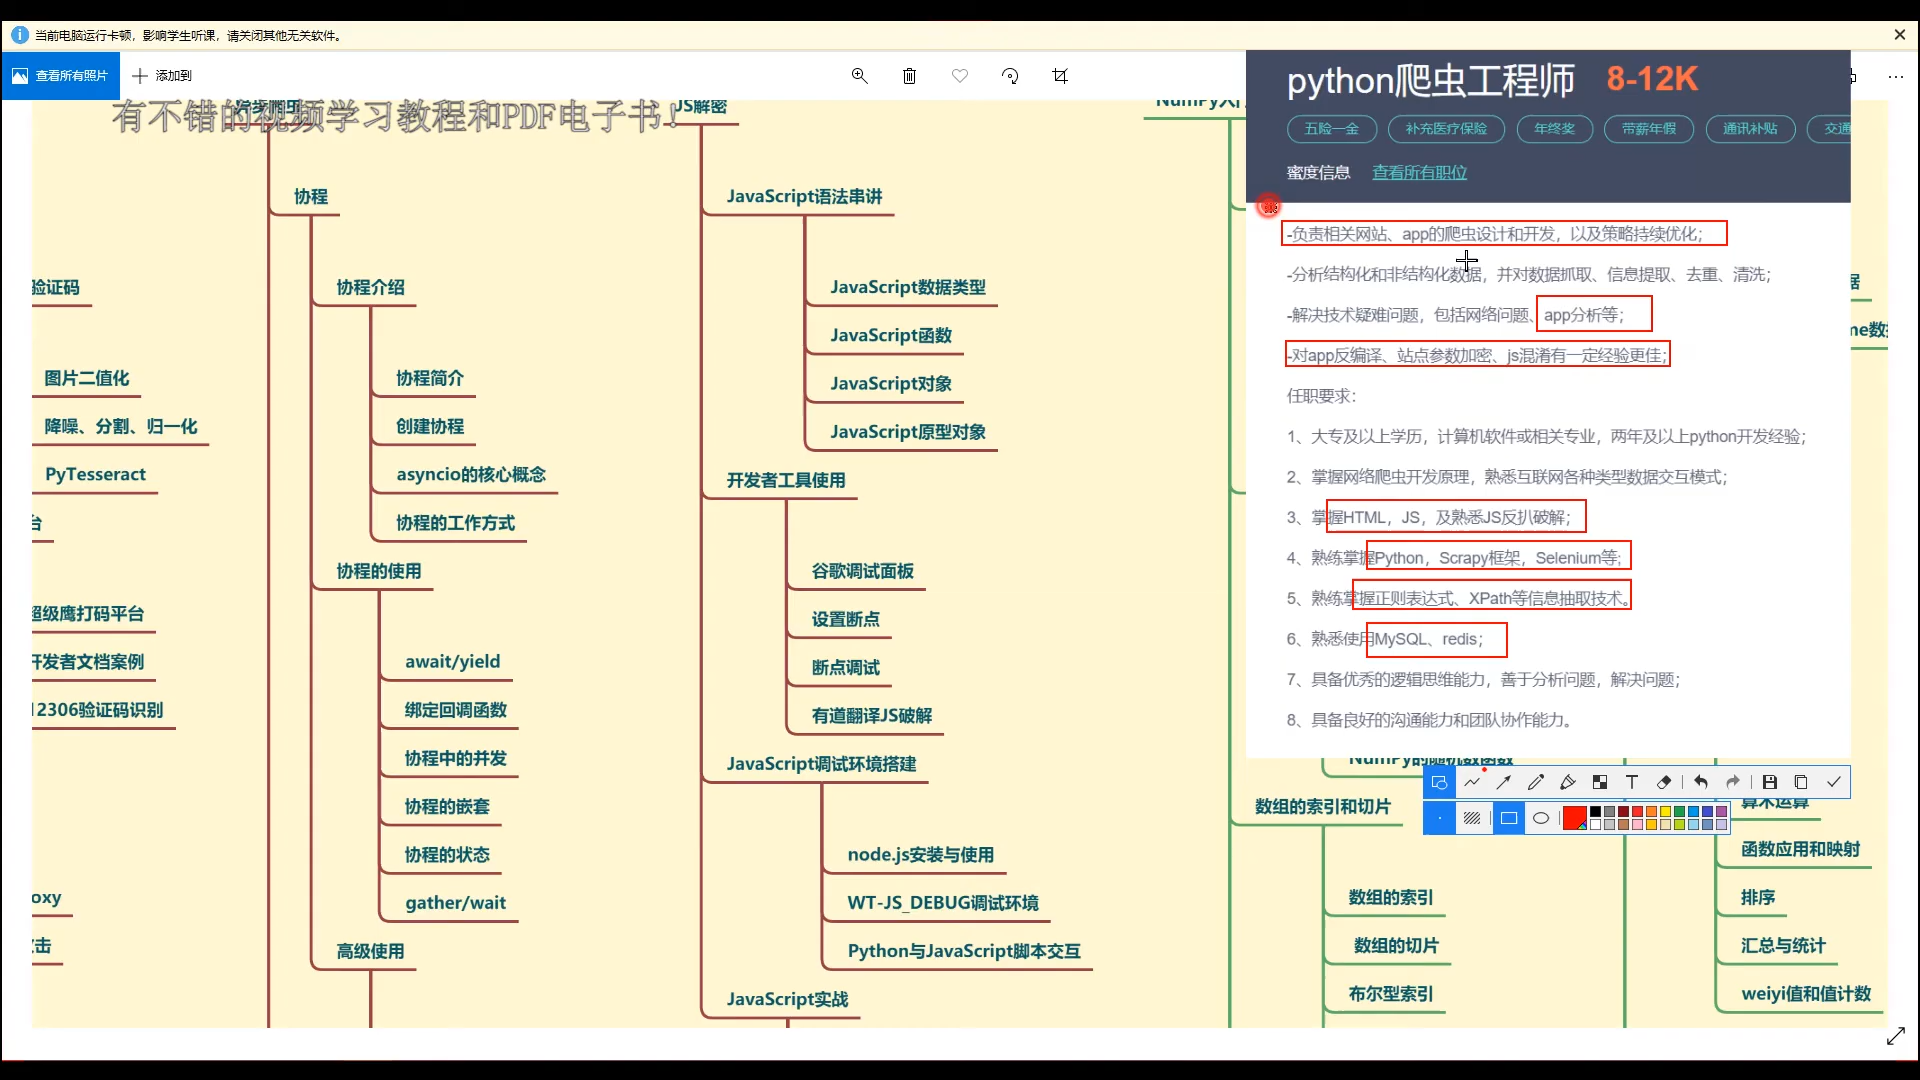 当前电脑运行卡顿，影响学生听课，请关闭其他无关软件。
查看所有照片
添加到
有不错的视频学习教程和PDF电子书！
JS解密
协程
协程介绍
协程简介
创建协程
asyncio的核心概念
协程的工作方式
协程的使用
await/yield
绑定回调函数
协程中的并发
协程的嵌套
协程的状态
gather/wait
高级使用
验证码
图片二值化
降噪、分割、归一化
PyTesseract
台
超级鹰打码平台
开发者文档案例
12306验证码识别
oxy
击
JavaScript语法串讲
JavaScript数据类型
JavaScript函数
JavaScript对象
JavaScript原型对象
开发者工具使用
谷歌调试面板
设置断点
断点调试
有道翻译JS破解
JavaScript调试环境搭建
node.js安装与使用
WT-JS_DEBUG调试环境
Python与JavaScript脚本交互
JavaScript实战
python爬虫工程师 8-12K
五险一金 补充医疗保险 年终奖 带薪年假 通讯补贴 交通
蜜度信息 查看所有职位
-负责相关网站、app的爬虫设计和开发，以及策略持续优化；
-分析结构化和非结构化数据，并对数据抓取、信息提取、去重、清洗；
-解决技术疑难问题，包括网络问题、app分析等；
-对app反编译、站点参数加密、js混淆有一定经验更佳；
任职要求：
1、大专及以上学历，计算机软件或相关专业，两年及以上python开发经验；
2、掌握网络爬虫开发原理，熟悉互联网各种类型数据交互模式；
3、掌握HTML，JS，及熟悉JS反扒破解；
4、熟练掌握Python，Scrapy框架，Selenium等；
5、熟练掌握正则表达式、XPath等信息抽取技术。
6、熟悉使用MySQL、redis；
7、具备优秀的逻辑思维能力，善于分析问题，解决问题；
8、具备良好的沟通能力和团队协作能力。
NumPy的随机数函数
数组的索引和切片
数组的索引
数组的切片
布尔型索引
据
me数
算术运算
函数应用和映射
排序
汇总与统计
weiyi值和值计数